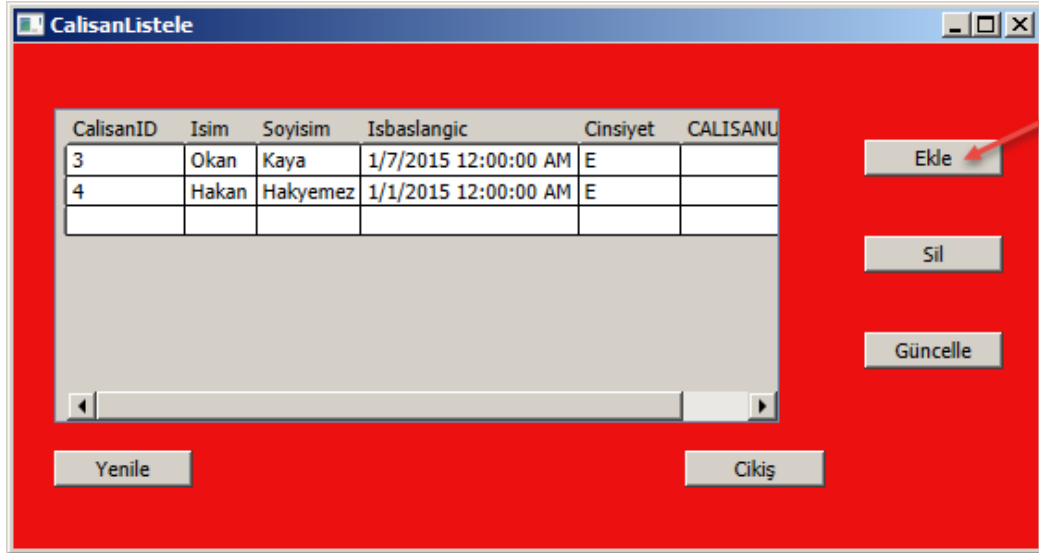 CalisanListele
CalisanID Isim Soyisim Isbaslangic Cinsiyet CALISANU
3 Okan Kaya 1/7/2015 12:00:00 AM E
4 Hakan Hakyemez 1/1/2015 12:00:00 AM E
Ekle
Sil
Güncelle
Yenile
Cikiş